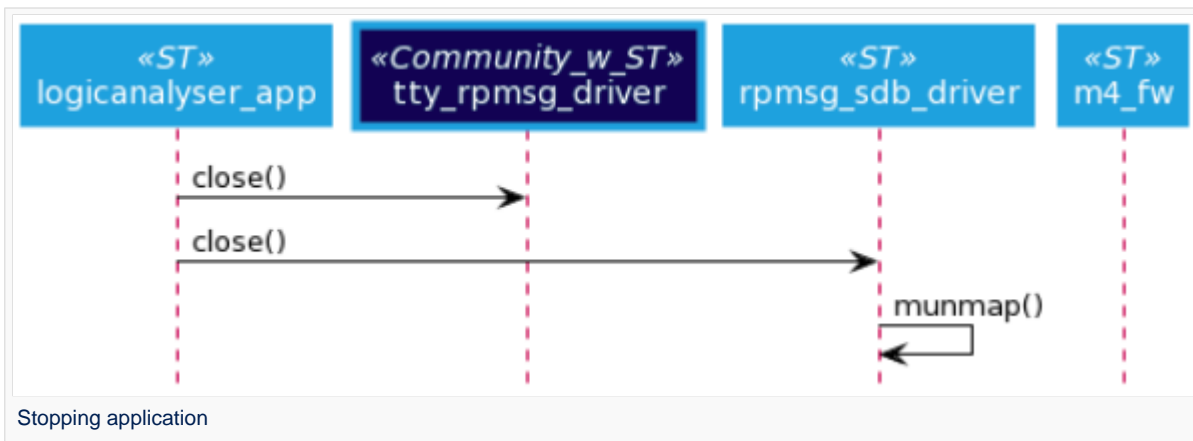 «ST»
logicanalyser_app
«Community_w_ST»
tty_rpmsg_driver
«ST»
rpmsg_sdb_driver
«ST»
m4_fw
close()
close()
munmap()
Stopping application